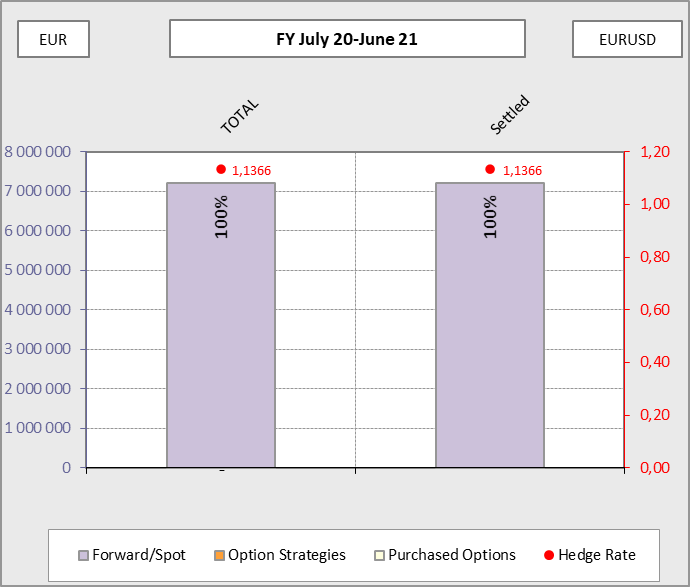 EUR
FY July 20-June 21
EURUSD
TOTAL
Settled
8 000 000
7 000 000
6 000 000
5 000 000
4 000 000
3 000 000
2 000 000
1 000 000
0
1,1366
1,1366
100%
100%
-
1,20
1,00
0,80
0,60
0,40
0,20
0,00
Forward/Spot
Option Strategies
Purchased Options
Hedge Rate